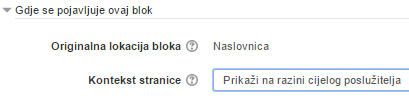 Gdje se pojavljuje ovaj blok
Originalna lokacija bloka Naslovnica
Kontekst stranice Prikaži na razini cijelog poslužitelja